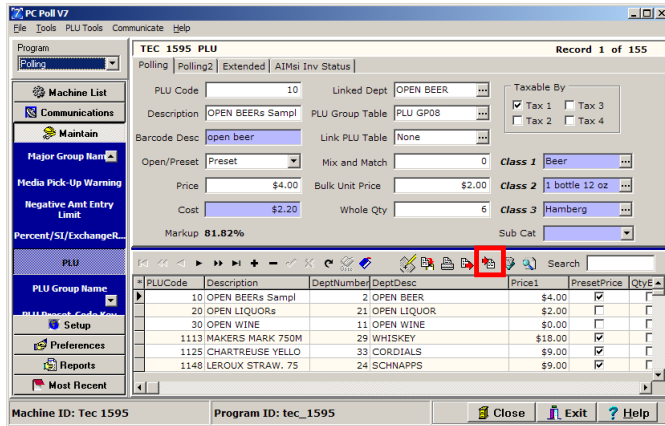 PC Poll V7
File Tools PLU Tools Communicate Help
Program
Polling
Machine List
Communications
Maintain
Major Group Nam
Media Pick-Up Warning
Negative Amt Entry
Limit
Percent/SI/ExchangeR...
PLU
PLU Group Name
PLU Preset-Code Key
Setup
Preferences
Reports
Most Recent
TEC 1595 PLU Record 1 of 155
Polling Polling2 Extended AIMsi Inv Status
PLU Code 10 Linked Dept OPEN BEER ... Taxable By
Tax 1 Tax 3
Description OPEN BEERs Sampl PLU Group Table PLU GP08 ... Tax 2 Tax 4
Barcode Desc open beer Link PLU Table None ...
Open/Preset Preset Mix and Match 0 Class 1 Beer ...
Price $4.00 Bulk Unit Price $2.00 Class 2 1 bottle 12 oz ...
Cost $2.20 Whole Qty 6 Class 3 Hamberg ...
Markup 81.82% Sub Cat
Search
* PLUCode Description DeptNumber DeptDesc Price1 PresetPrice QtyE
10 OPEN BEERs Sampl 2 OPEN BEER $4.00
20 OPEN LIQUORs 21 OPEN LIQUOR $2.00
30 OPEN WINE 11 OPEN WINE $0.00
1113 MAKERS MARK 750M 29 WHISKEY $18.00
1125 CHARTREUSE YELLO 33 CORDIALS $9.00
1148 LEROUX STRAW. 75 24 SCHNAPPS $9.00
Machine ID: Tec 1595 Program ID: tec_1595 Close Exit ? Help